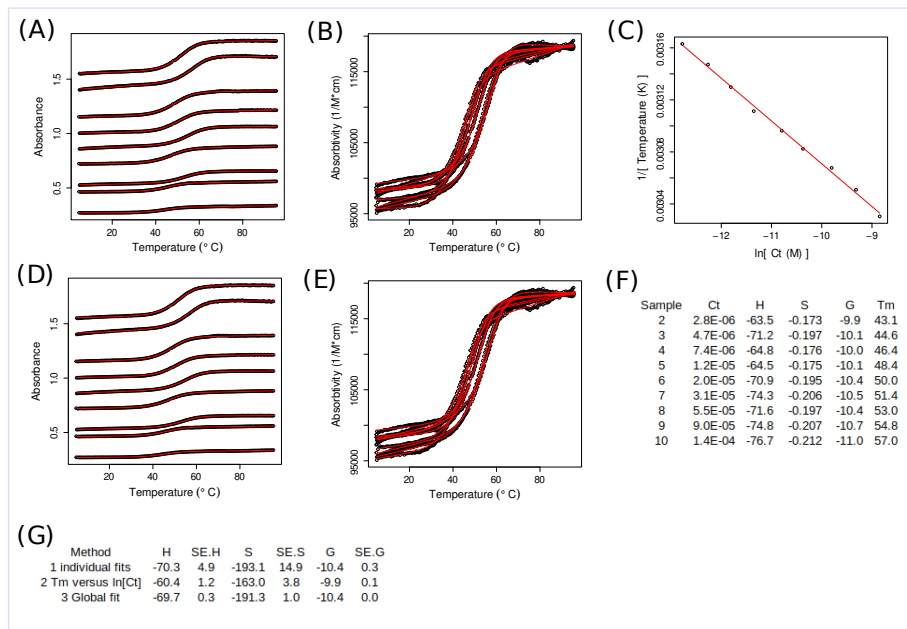 (A)
Absorbance
0.5 1.0 1.5
20 40 60 80
Temperature (° C)
(B)
Absorbtivity (1/M*cm)
95000 105000 115000
20 40 60 80
Temperature (° C)
(C)
1/[ Temperature (K) ]
0.00304 0.00308 0.00312 0.00316
−12 −11 −10 −9
ln[ Ct (M) ]
(D)
Absorbance
0.5 1.0 1.5
20 40 60 80
Temperature (° C)
(E)
Absorbtivity (1/M*cm)
95000 105000 115000
20 40 60 80
Temperature (° C)
(F)
Sample Ct H S G Tm
2 2.8E-06 -63.5 -0.173 -9.9 43.1
3 4.7E-06 -71.2 -0.197 -10.1 44.6
4 7.4E-06 -64.8 -0.176 -10.0 46.4
5 1.2E-05 -64.5 -0.175 -10.1 48.4
6 2.0E-05 -70.9 -0.195 -10.4 50.0
7 3.1E-05 -74.3 -0.206 -10.5 51.4
8 5.5E-05 -71.6 -0.197 -10.4 53.0
9 9.0E-05 -74.8 -0.207 -10.7 54.8
10 1.4E-04 -76.7 -0.212 -11.0 57.0
(G)
Method H SE.H S SE.S G SE.G
1 individual fits -70.3 4.9 -193.1 14.9 -10.4 0.3
2 Tm versus ln[Ct] -60.4 1.2 -163.0 3.8 -9.9 0.1
3 Global fit -69.7 0.3 -191.3 1.0 -10.4 0.0